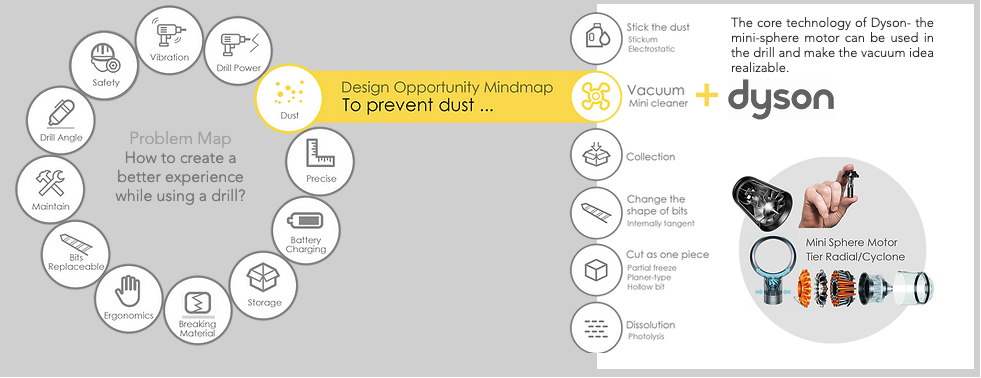 Vibration
Drill Power
Safety
Dust
Drill Angle
Precise
Maintain
Battery
Charging
Bits
Replaceable
Storage
Ergonomics
Breaking
Material
Problem Map
How to create a
better experience
while using a drill?
Design Opportunity Mindmap
To prevent dust ...
Stick the dust
Stickum
Electrostatic
Vacuum
Mini cleaner
+ dyson
Collection
Change the
shape of bits
Internally tangent
Cut as one piece
Partial freeze
Planer-type
Hollow bit
Dissolution
Photolysis
The core technology of Dyson- the
mini-sphere motor can be used in
the drill and make the vacuum idea
realizable.
Mini Sphere Motor
Tier Radial/Cyclone